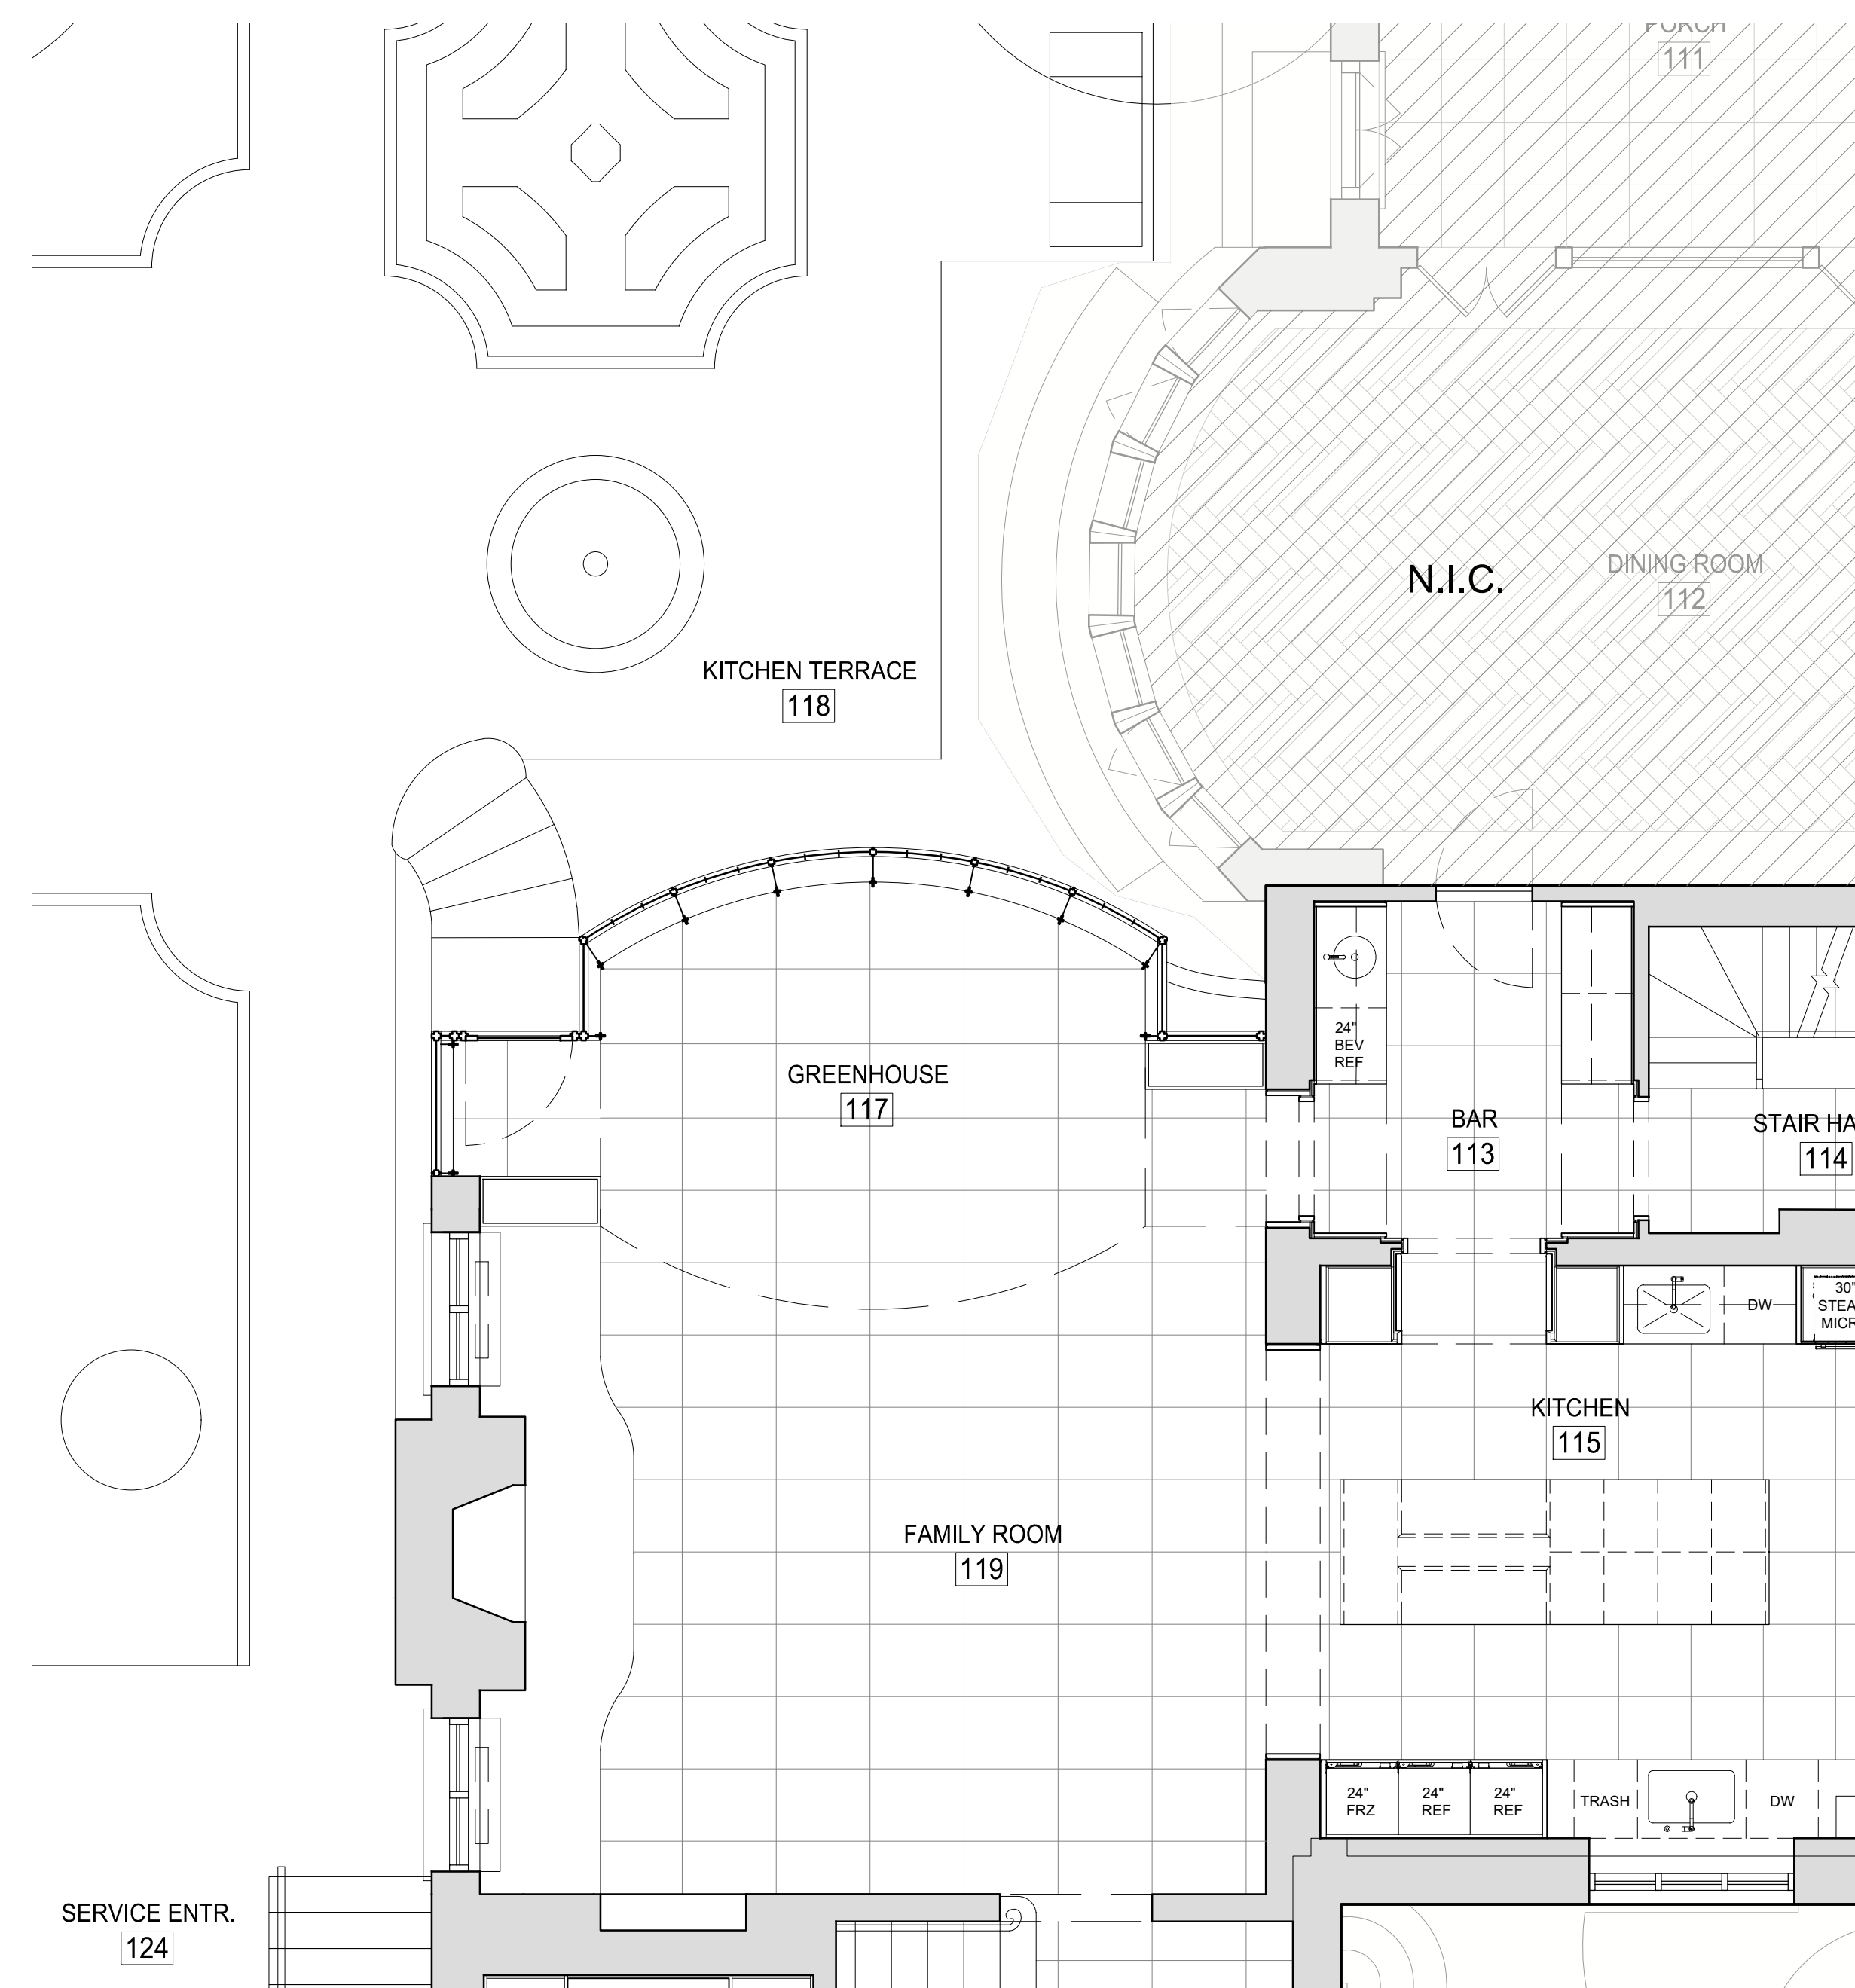 PORCH
111
N.I.C.
DINING ROOM
112
KITCHEN TERRACE
118
24"
BEV
REF
GREENHOUSE
117
BAR
113
STAIR HA
114
DW
30"
STEA
MICR
KITCHEN
115
FAMILY ROOM
119
24"
FRZ
24"
REF
24"
REF
TRASH
DW
SERVICE ENTR.
124